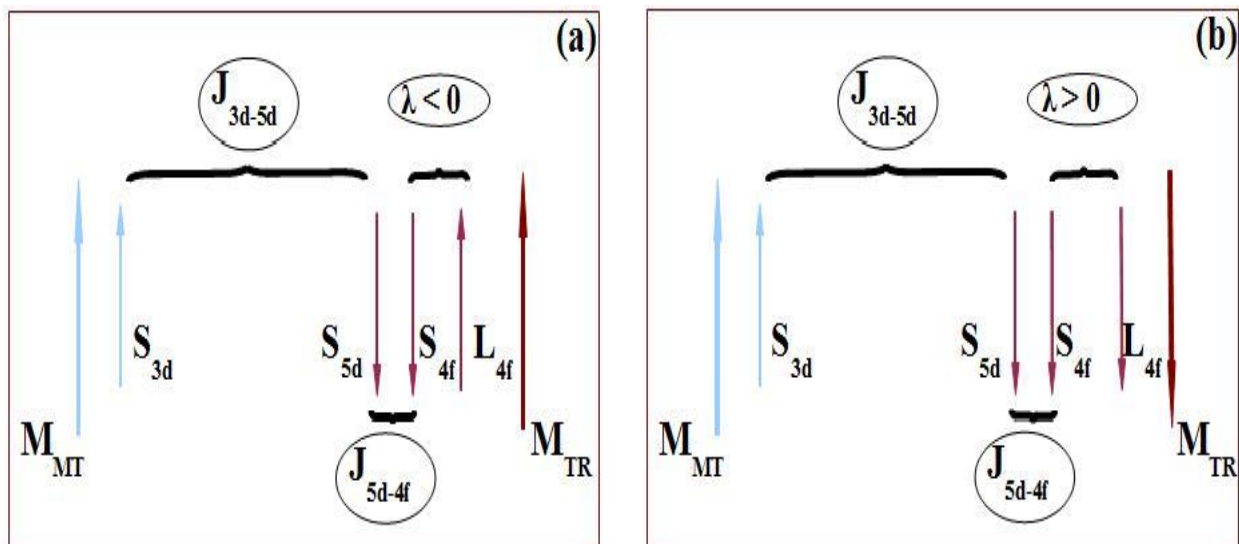 (a)
J3d-5d
λ < 0
S3d
S5d
S4f
L4f
MMT
MTR
J5d-4f
(b)
J3d-5d
λ > 0
S3d
S5d
S4f
L4f
MMT
MTR
J5d-4f